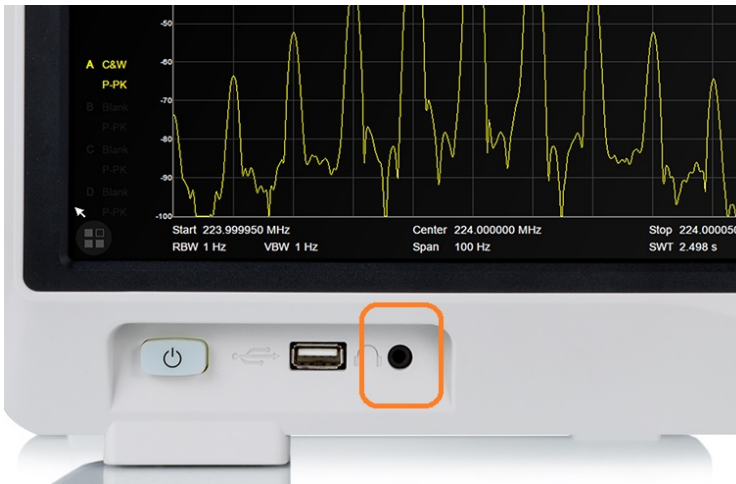 -50
A C&W
-60
P-PK
B Blank
-70
P-PK
-80
C Blank
P-PK
-90
D Blank
P-PK
-100
Start 223.999950 MHz Center 224.000000 MHz Stop 224.000050
RBW 1 Hz VBW 1 Hz Span 100 Hz SWT 2.498 s